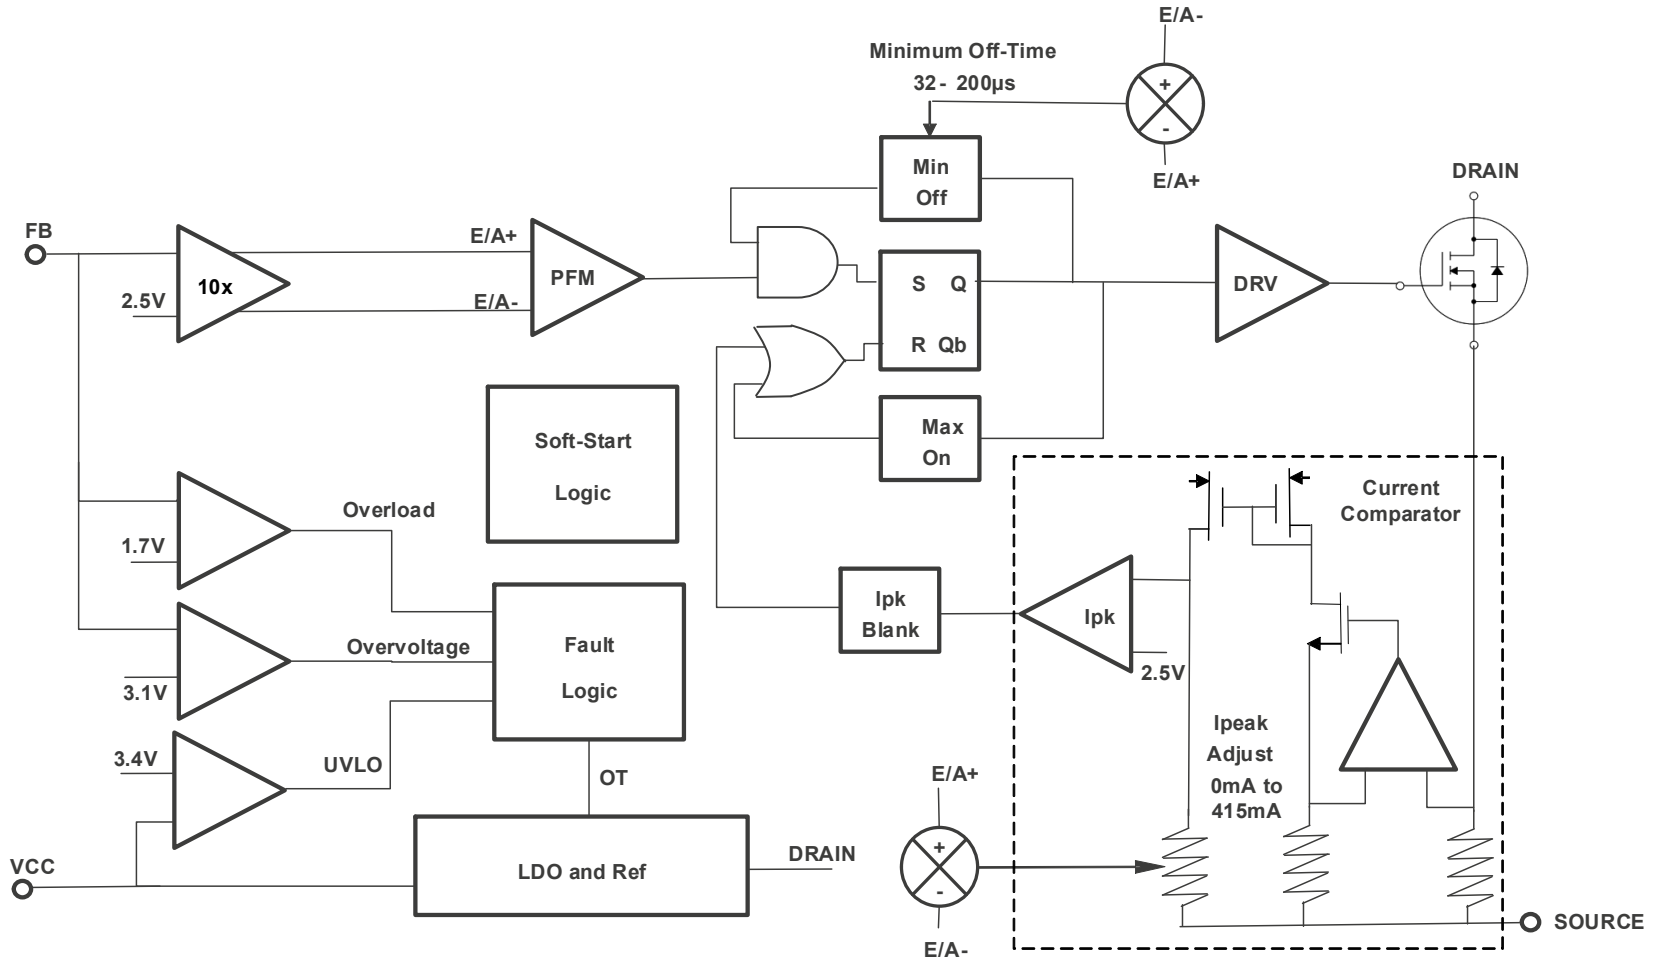 E/A-
Minimum Off-Time
32 - 200µs
+
-
E/A+
Min
Off
DRAIN
FB
E/A+
10x
PFM
2.5V
E/A-
S Q
R Qb
DRV
Max
On
Soft-Start
Logic
Overload
1.7V
Current
Comparator
Ipk
Blank
Ipk
2.5V
Fault
Logic
Overvoltage
3.1V
Ipeak
Adjust
0mA to
415mA
3.4V
UVLO
OT
E/A+
+
-
E/A-
VCC
LDO and Ref
DRAIN
SOURCE